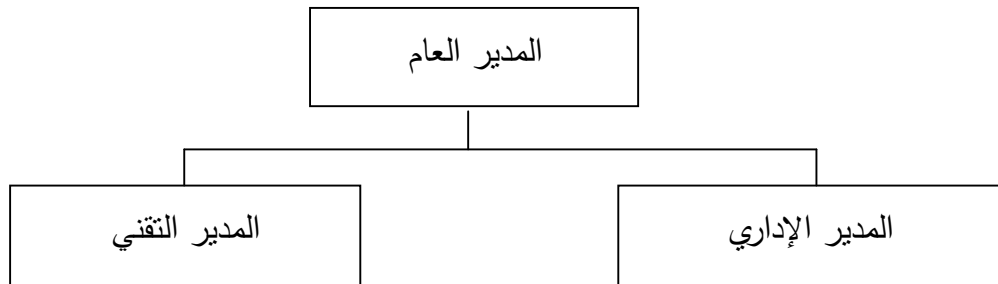 المدير العام
المدير الإداري
المدير التقني